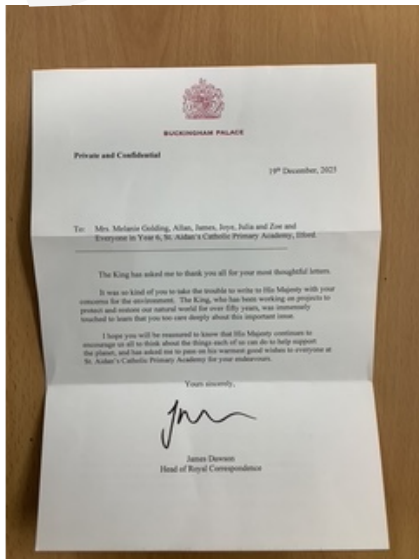 BUCKINGHAM PALACE
Private and Confidential
19th December, 2023
To: Mrs. Melanie Golding, Allan, James, Joye, Julia and Zoe and
Everyone in Year 6, St. Aidan's Catholic Primary Academy, Ilford
The King has asked me to thank you all for your most thoughtful letters.
It was so kind of you to take the trouble to write to His Majesty with your
concerns for the environment. The King, who has been working on projects to
protect and restore our natural world for over fifty years, was immensely
touched to learn that you too care deeply about this important issue.
I hope you will be reassured to know that His Majesty continues to
encourage us all to think about the things each of us can do to help support
the planet, and has asked me to pass on his warmest good wishes to everyone at
St. Aidan's Catholic Primary Academy for your endeavours.
Yours sincerely,
James Dawson
Head of Royal Correspondence